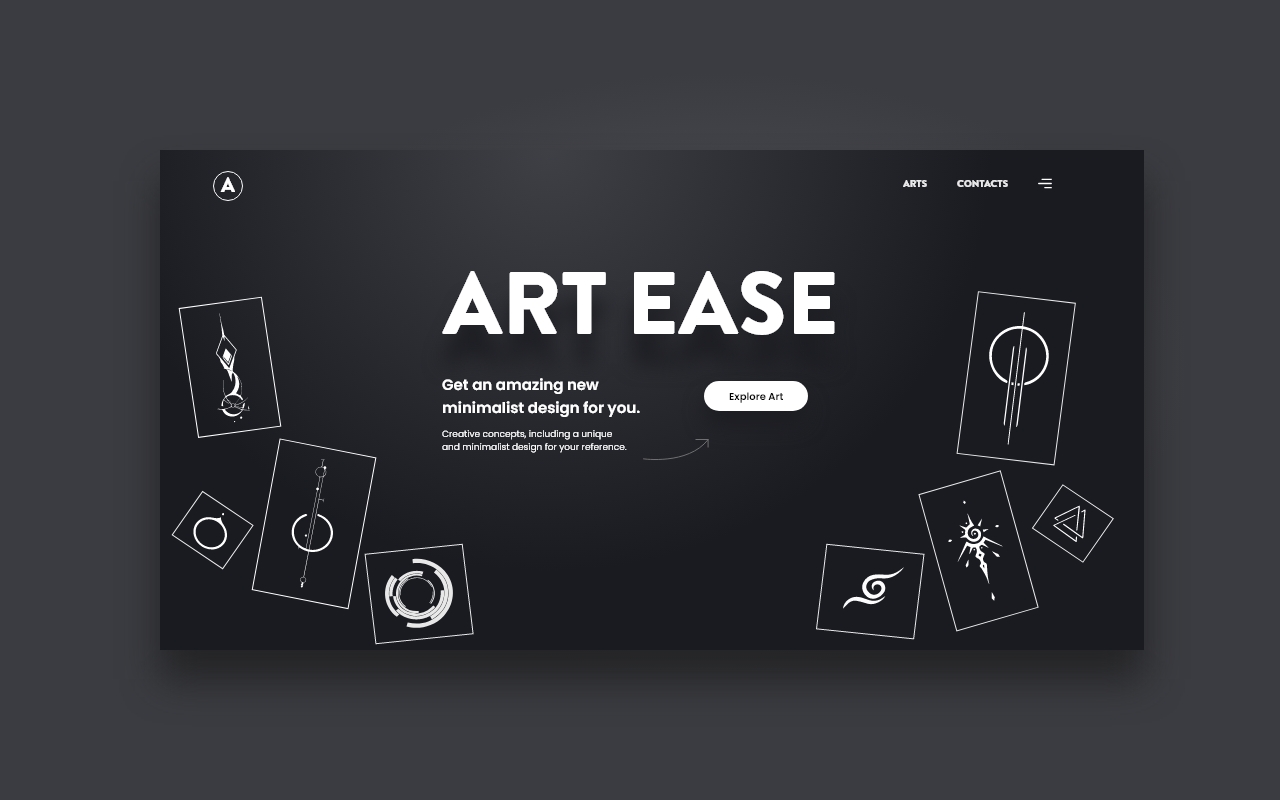 A
ARTS
CONTACTS
ART EASE
Get an amazing new
minimalist design for you.
Explore Art
Creative concepts, including a unique
and minimalist design for your reference.